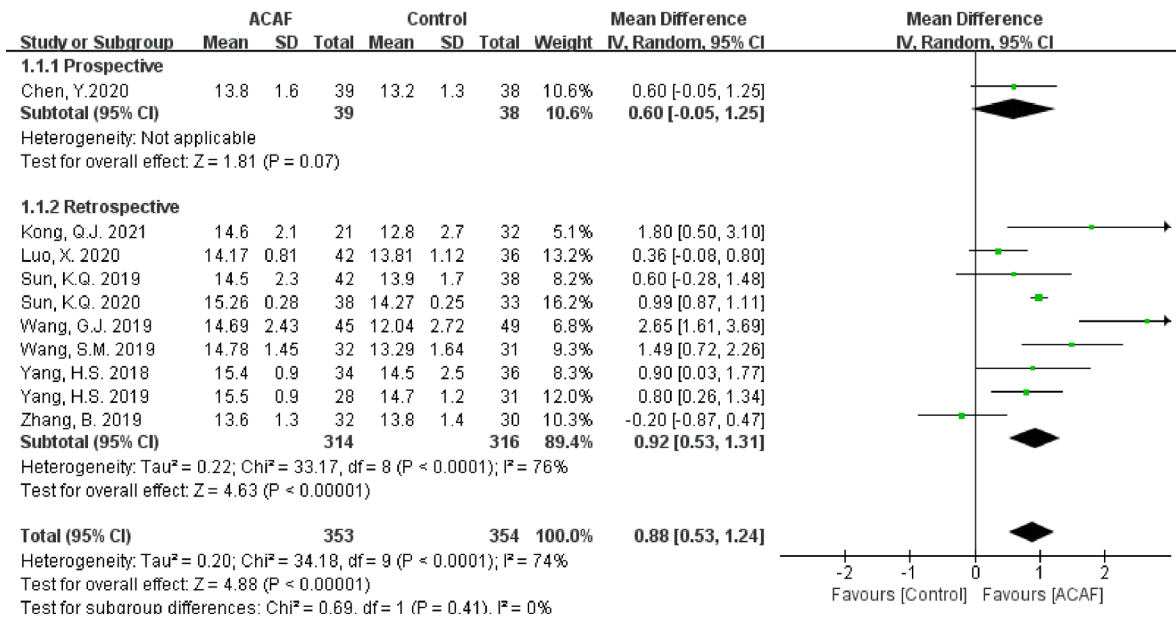 ACAF Control Mean Difference Mean Difference
Study or Subgroup Mean SD Total Mean SD Total Weight IV, Random, 95% CI IV, Random, 95% CI
1.1.1 Prospective
Chen, Y.2020 13.8 1.6 39 13.2 1.3 38 10.6% 0.60 [-0.05, 1.25]
Subtotal (95% CI) 39 38 10.6% 0.60 [-0.05, 1.25]
Heterogeneity: Not applicable
Test for overall effect: Z = 1.81 (P = 0.07)
1.1.2 Retrospective
Kong, Q.J. 2021 14.6 2.1 21 12.8 2.7 32 5.1% 1.80 [0.50, 3.10]
Luo, X. 2020 14.17 0.81 42 13.81 1.12 36 13.2% 0.36 [-0.08, 0.80]
Sun, K.Q. 2019 14.5 2.3 42 13.9 1.7 38 8.2% 0.60 [-0.28, 1.48]
Sun, K.Q. 2020 15.26 0.28 38 14.27 0.25 33 16.5% 0.99 [0.87, 1.11]
Wang, G.J. 2019 14.69 2.43 45 12.04 2.72 49 6.8% 2.65 [1.61, 3.69]
Wang, S.M. 2019 14.78 1.45 32 13.29 1.64 31 9.3% 1.49 [0.72, 2.26]
Yang, H.S. 2018 15.4 0.9 34 14.5 2.5 36 8.3% 0.90 [0.03, 1.77]
Yang, H.S. 2019 15.5 0.9 28 14.7 1.2 31 12.0% 0.80 [0.26, 1.34]
Zhang, B. 2019 13.6 1.3 32 13.8 1.4 30 10.3% -0.20 [-0.87, 0.47]
Subtotal (95% CI) 314 316 89.4% 0.92 [0.53, 1.31]
Heterogeneity: Tau² = 0.22; Chi² = 33.17, df = 8 (P < 0.0001); I² = 76%
Test for overall effect: Z = 4.63 (P < 0.00001)
Total (95% CI) 353 354 100.0% 0.88 [0.53, 1.24]
Heterogeneity: Tau² = 0.20; Chi² = 34.18, df = 9 (P < 0.0001); I² = 74%
Test for overall effect: Z = 4.88 (P < 0.00001)
Test for subgroup differences: Chi² = 0.69, df = 1 (P = 0.41), I² = 0%
-2 -1 0 1 2
Favours [Control] Favours [ACAF]